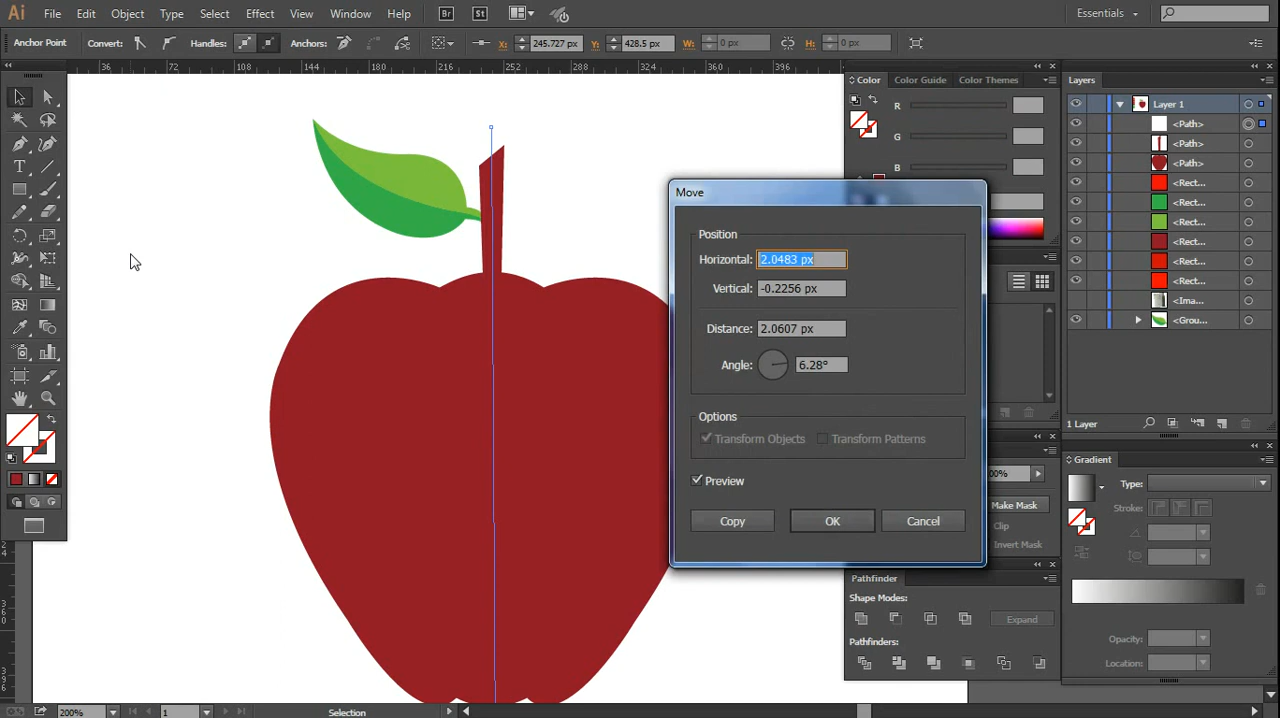 Ai File Edit Object Type Select Effect View Window Help Br St Essentials
Anchor Point Convert: Handles: Anchors: X: 245.727 px Y: 428.5 px W: 0 px H: 0 px
36 72 108 144 180 216 252 288 324 360 396
Color Color Guide Color Themes
R
G
B
Layers
Layer 1
<Path>
<Path>
<Path>
<Rect...
<Rect...
<Rect...
<Rect...
<Rect...
<Rect...
<Ima...
<Grou...
1 Layer
Move
Position
Horizontal: 2.0483 px
Vertical: -0.2256 px
Distance: 2.0607 px
Angle: 6.28°
Options
Transform Objects Transform Patterns
Preview
Copy OK Cancel
00%
Make Mask
Clip
Invert Mask
Gradient
Type:
Stroke:
Opacity:
Location:
Pathfinder
Shape Modes:
Expand
Pathfinders:
200% 1 Selection